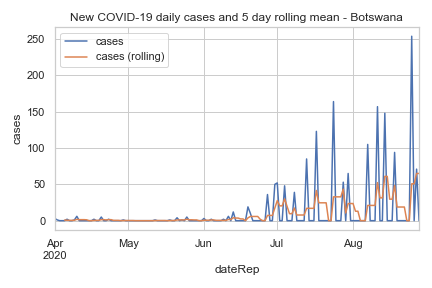 New COVID-19 daily cases and 5 day rolling mean - Botswana
cases
cases (rolling)
250
200
150
100
50
0
cases
Apr
2020
May
Jun
Jul
Aug
dateRep